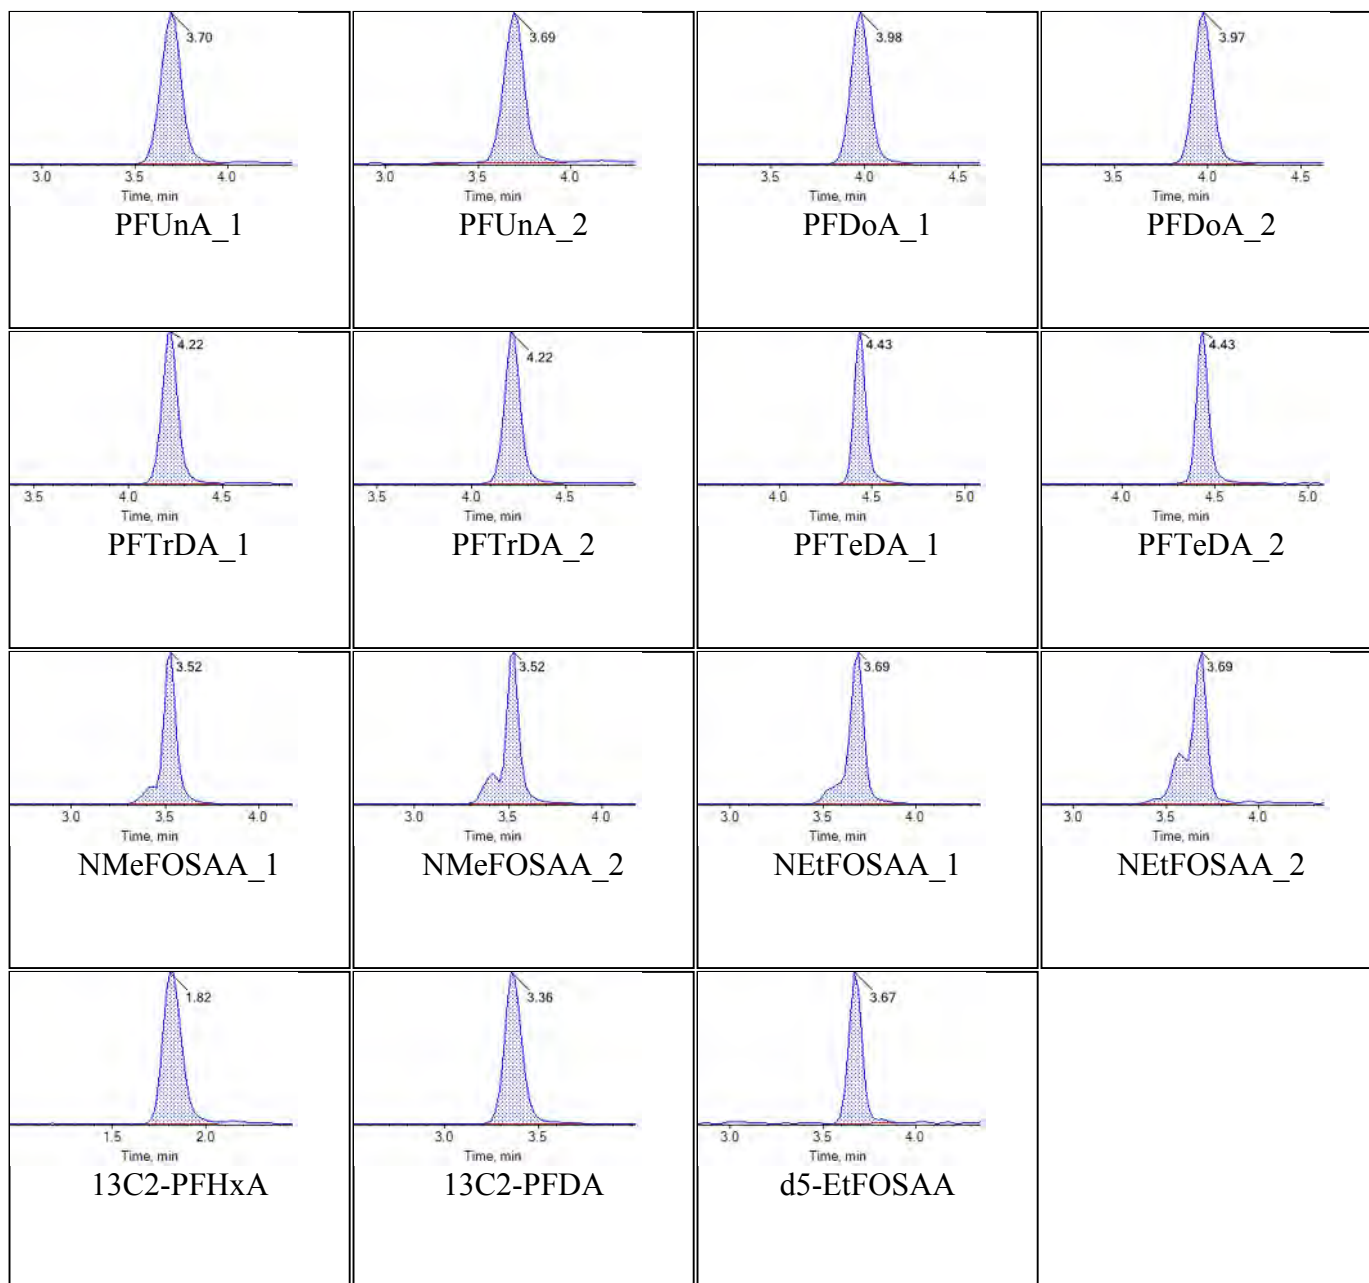 3.70 3.69 3.98 3.97
3.0 3.5 4.0 3.0 3.5 4.0 3.5 4.0 4.5 3.5 4.0 4.5
Time, min Time, min Time, min Time, min
PFUnA_1 PFUnA_2 PFDoA_1 PFDoA_2
4.22 4.22 4.43 4.43
3.5 4.0 4.5 3.5 4.0 4.5 4.0 4.5 5.0 4.0 4.5 5.0
Time, min Time, min Time, min Time, min
PFTrDA_1 PFTrDA_2 PFTeDA_1 PFTeDA_2
3.52 3.52 3.69 3.69
3.0 3.5 4.0 3.0 3.5 4.0 3.0 3.5 4.0 3.0 3.5 4.0
Time, min Time, min Time, min Time, min
NMeFOSAA_1 NMeFOSAA_2 NEtFOSAA_1 NEtFOSAA_2
1.82 3.36 3.67
1.5 2.0 3.0 3.5 3.0 3.5 4.0
Time, min Time, min Time, min
13C2-PFHxA 13C2-PFDA d5-EtFOSAA